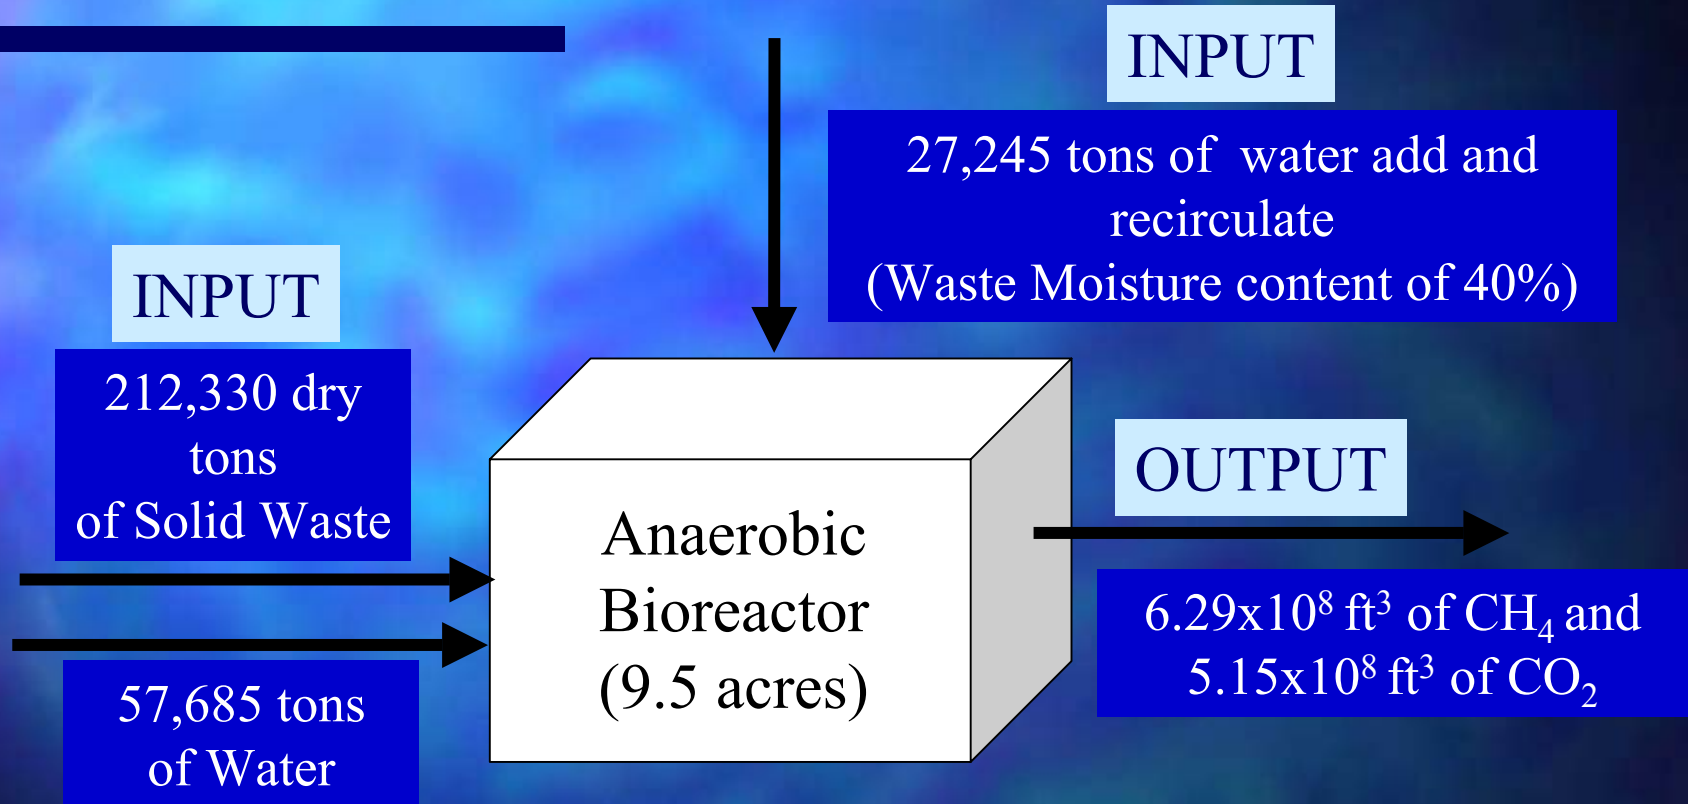 INPUT
27,245 tons of water add and
recirculate
(Waste Moisture content of 40%)
INPUT
212,330 dry
tons
of Solid Waste
57,685 tons
of Water
Anaerobic
Bioreactor
(9.5 acres)
OUTPUT
6.29x10⁸ ft³ of CH₄ and
5.15x10⁸ ft³ of CO₂